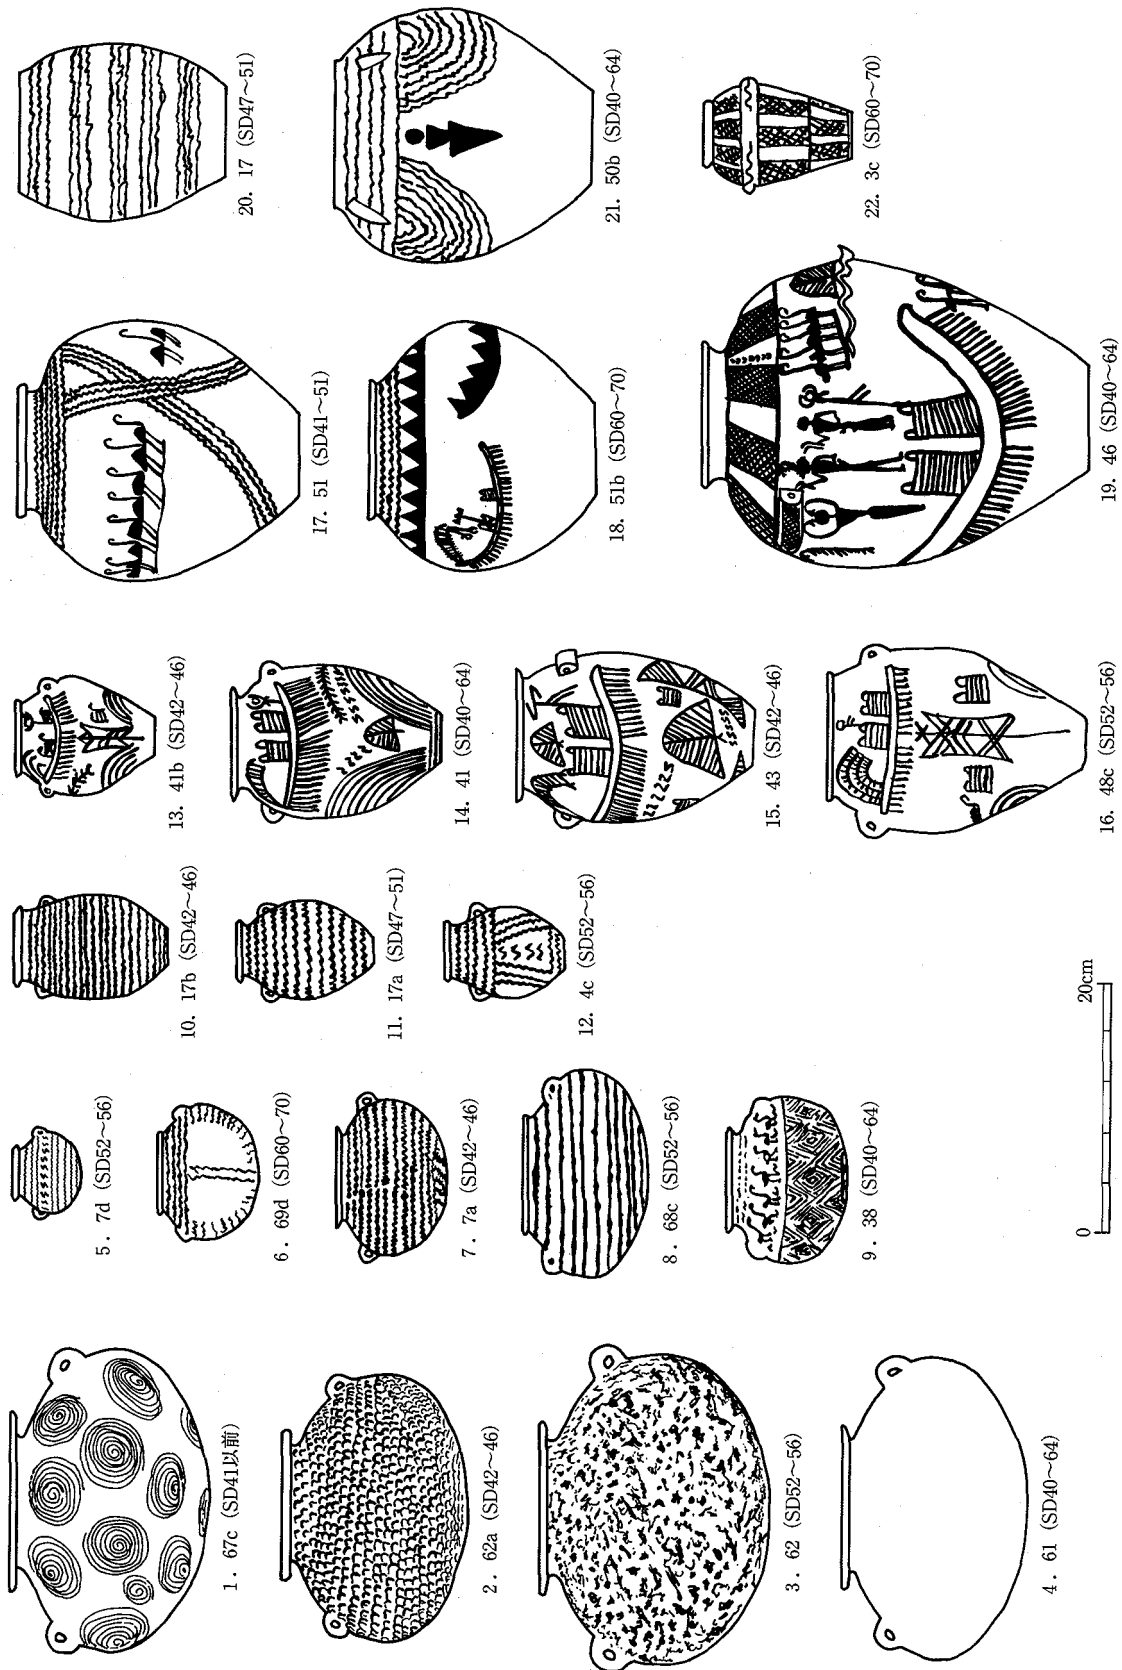 1. 67c (SD41以前)
2. 62a (SD42～46)
3. 62 (SD52～56)
4. 61 (SD40～64)
5. 7d (SD52～56)
6. 69d (SD60～70)
7. 7a (SD42～46)
8. 68c (SD52～56)
9. 38 (SD40～64)
10. 17b (SD42～46)
11. 17a (SD47～51)
12. 4c (SD52～56)
13. 41b (SD42～46)
14. 41 (SD40～64)
15. 43 (SD42～46)
16. 48c (SD52～56)
17. 51 (SD41～51)
18. 51b (SD60～70)
19. 46 (SD40～64)
20. 17 (SD47～51)
21. 50b (SD40～64)
22. 3c (SD60～70)
0 20cm